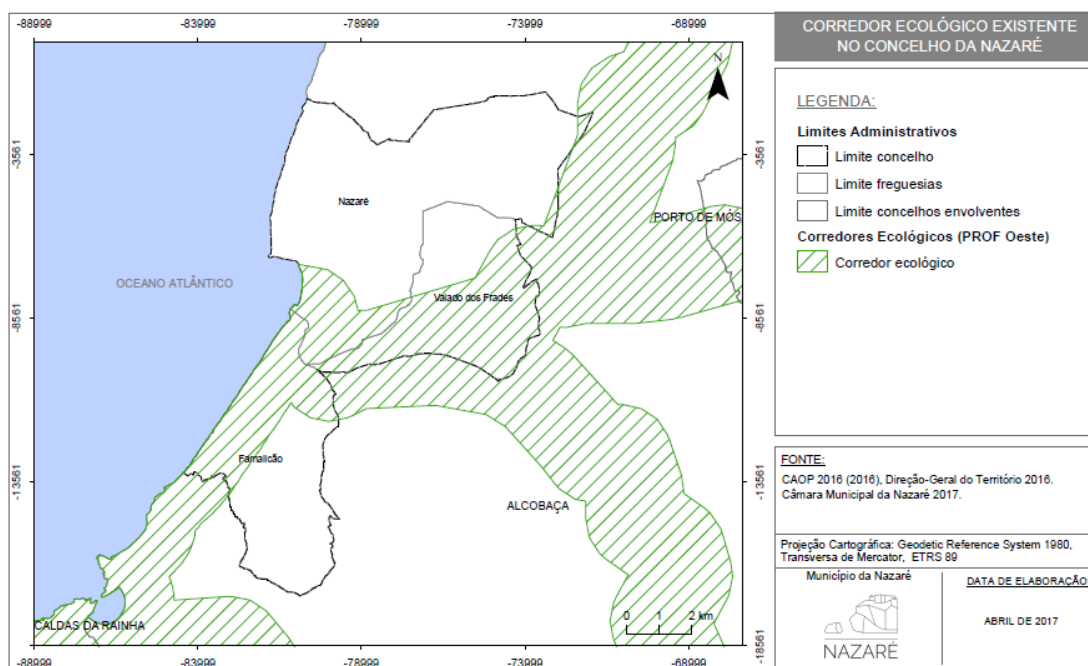 -88999 -83999 -78999 -73999 -68999
CORREDOR ECOLÓGICO EXISTENTE
NO CONCELHO DA NAZARÉ
N
LEGENDA:
Limites Administrativos
Limite concelho
Limite freguesias
Limite concelhos envolventes
Corredores Ecológicos (PROF Oeste)
Corredor ecológico
-3561 -3561
Nazaré
PORTO DE MÓS
OCEANO ATLÂNTICO
Valado dos Frades
-8561 -8561
Famalicão
-13561 -13561
ALCOBAÇA
CALDAS DA RAINHA
0 1 2 km
-18561
-88999 -83999 -78999 -73999 -68999
FONTE:
CAOP 2016 (2016), Direção-Geral do Território 2016.
Câmara Municipal da Nazaré 2017.
Projeção Cartográfica: Geodetic Reference System 1980,
Transversa de Mercator, ETRS 89
Município da Nazaré
NAZARÉ
DATA DE ELABORAÇÃO
ABRIL DE 2017